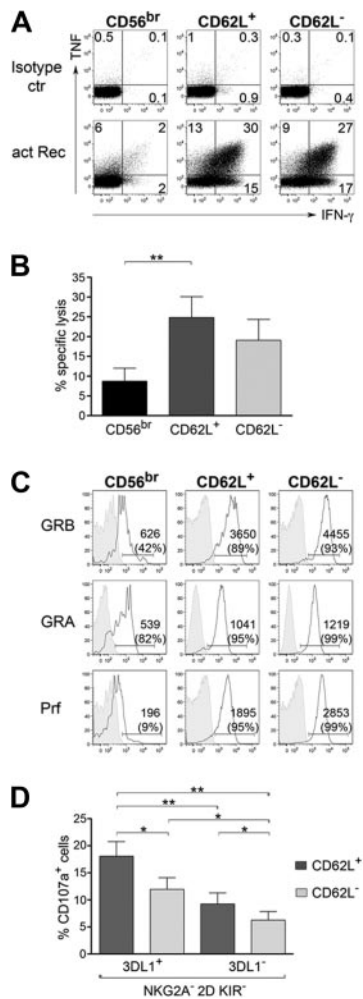 A
CD56br CD62L+ CD62L-
TNF
Isotype ctr
0.5 0.1 0.1
1 0.3 0.9
0.3 0.1 0.4
act Rec
6 2 2
13 30 15
9 27 17
IFN-γ
B
**
% specific lysis
35
30
25
20
15
10
5
0
CD56br CD62L+ CD62L-
C
CD56br CD62L+ CD62L-
GRB
626 (42%)
3650 (89%)
4455 (93%)
GRA
539 (82%)
1041 (95%)
1219 (99%)
Prf
196 (9%)
1895 (95%)
2853 (99%)
D
**
**
* * *
% CD107a+ cells
25
20
15
10
5
0
CD62L+
CD62L-
3DL1+ 3DL1-
NKG2A- 2D KIR-